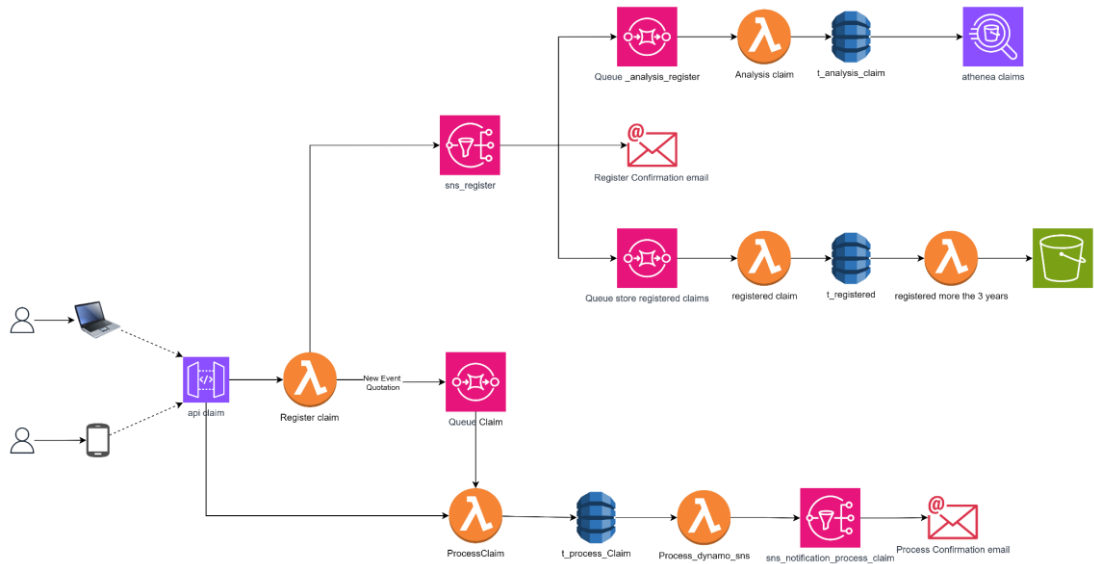 Queue _analysis_register
Analysis claim
t_analysis_claim
athenea claims
@
Register Confirmation email
sns_register
Queue store registered claims
registered claim
t_registered
registered more the 3 years
</>
api claim
Register claim
New Event
Quotation
Queue Claim
ProcessClaim
t_process_Claim
Process_dynamo_sns
sns_notification_process_claim
@
Process Confirmation email